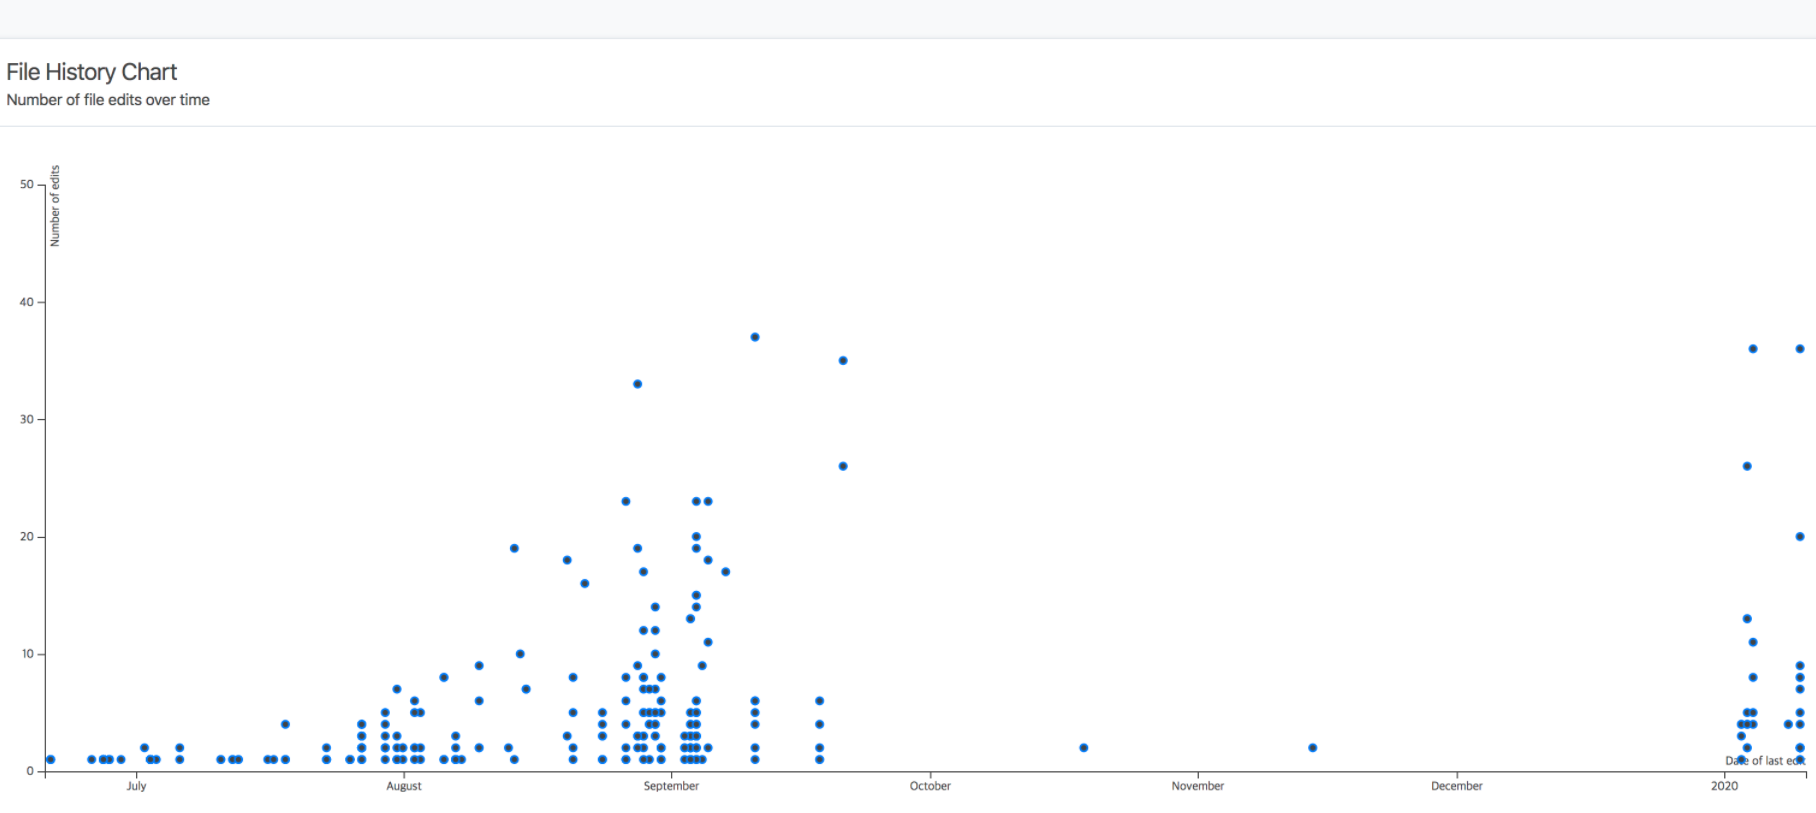 File History Chart
Number of file edits over time
Number of edits
50
40
30
20
10
0
Date of last edit
July
August
September
October
November
December
2020